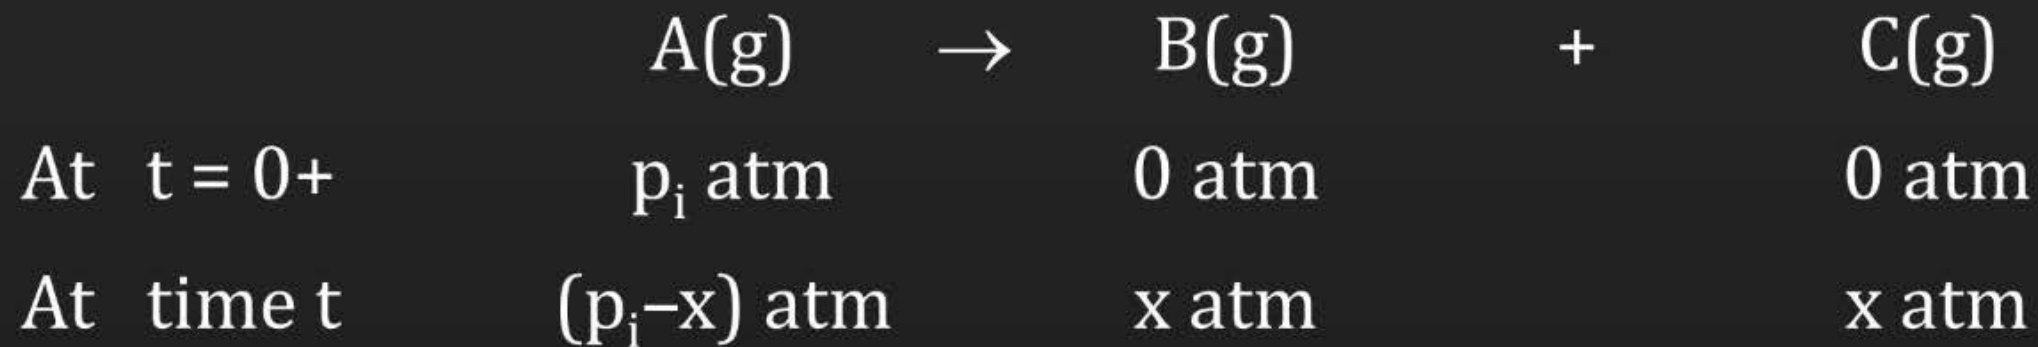 A(g) → B(g) + C(g)
At t = 0+ pᵢ atm 0 atm 0 atm
At time t (pᵢ–x) atm x atm x atm